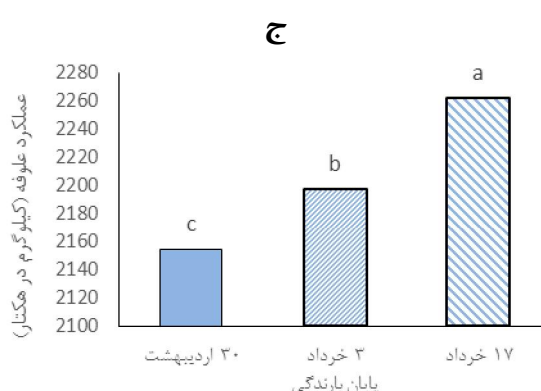 ج
عملکرد علوفه (کیلوگرم در هکتار)
2280
2260
2240
2220
2200
2180
2160
2140
2120
2100
c
b
a
۳۰ اردیبهشت
۳ خرداد
۱۷ خرداد
پایان بارندگی